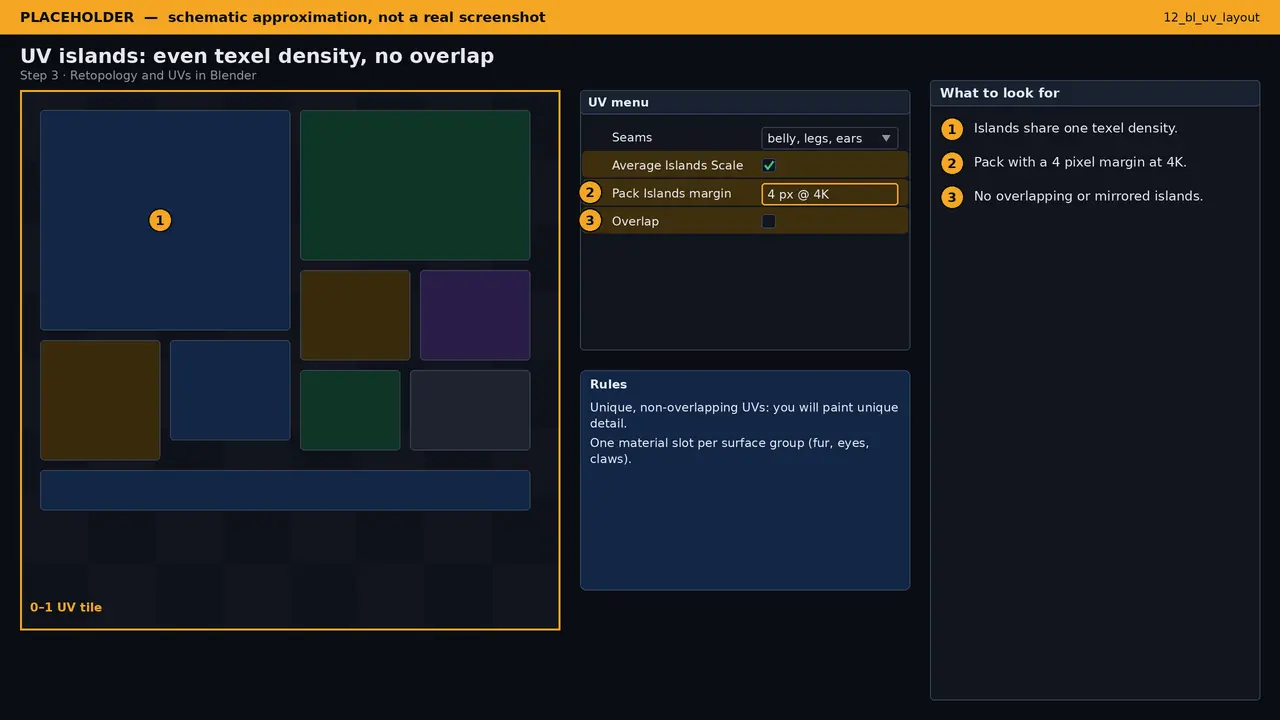 PLACEHOLDER — schematic approximation, not a real screenshot
12_bl_uv_layout
UV islands: even texel density, no overlap
Step 3 · Retopology and UVs in Blender
1
0–1 UV tile
UV menu
Seams
belly, legs, ears
Average Islands Scale
2
Pack Islands margin
4 px @ 4K
3
Overlap
Rules
Unique, non-overlapping UVs: you will paint unique
detail.
One material slot per surface group (fur, eyes,
claws).
What to look for
1 Islands share one texel density.
2 Pack with a 4 pixel margin at 4K.
3 No overlapping or mirrored islands.